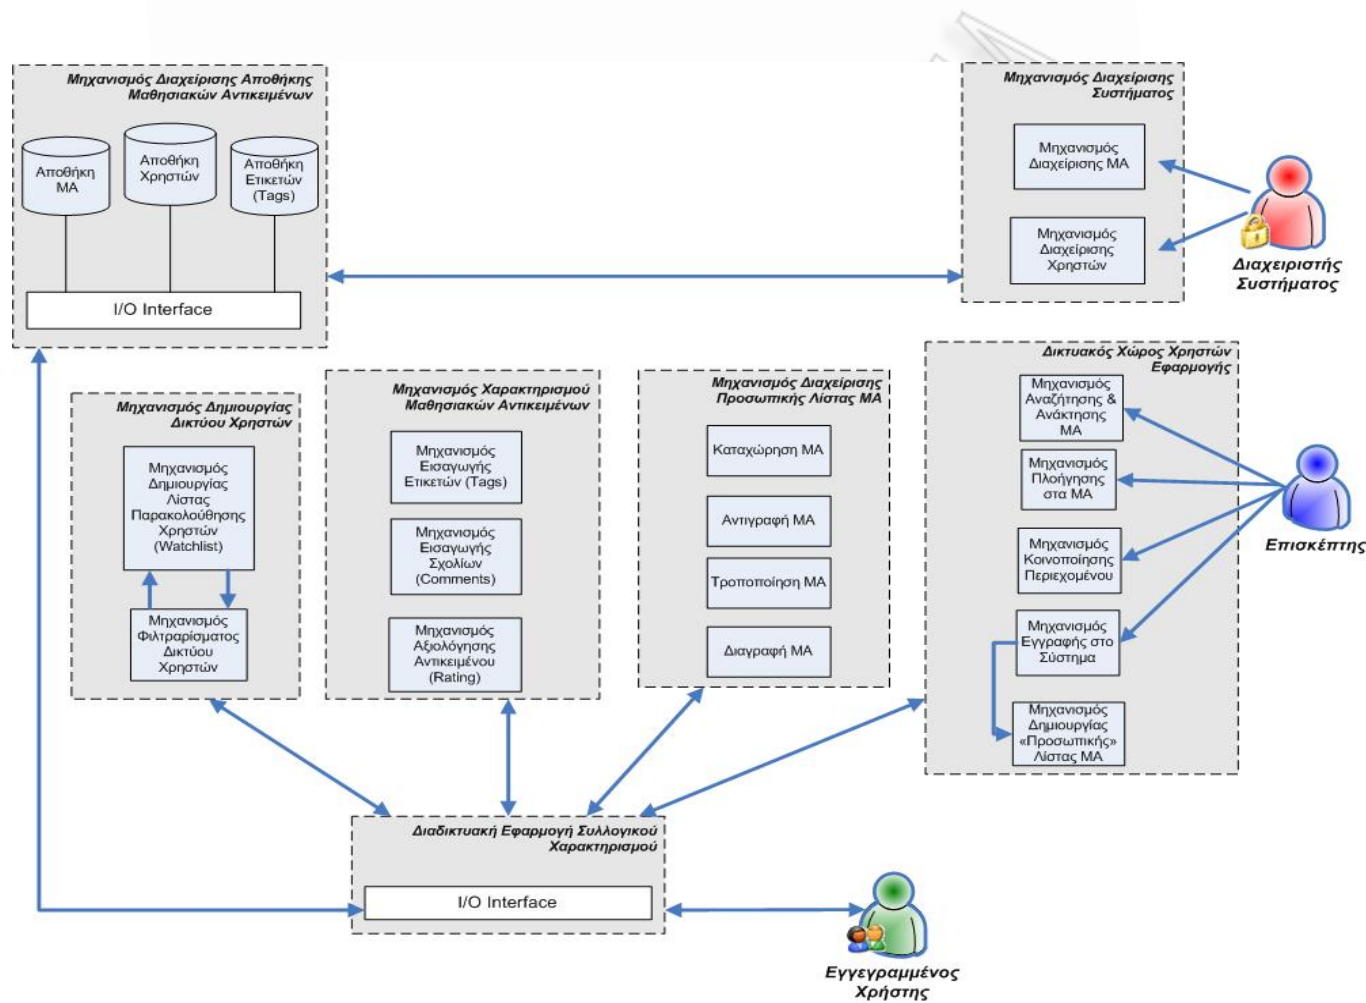 Μηχανισμός Διαχείρισης Αποθήκης
Μαθησιακών Αντικειμένων
Αποθήκη
ΜΑ
Αποθήκη
Χρηστών
Αποθήκη
Ετικετών
(Tags)
I/O Interface
Μηχανισμός Διαχείρισης
Συστήματος
Μηχανισμός
Διαχείρισης ΜΑ
Μηχανισμός
Διαχείρισης
Χρηστών
Διαχειριστής
Συστήματος
Μηχανισμός Δημιουργίας
Δικτύου Χρηστών
Μηχανισμός
Δημιουργίας
Λίστας
Παρακολούθησης
Χρηστών
(Watchlist)
Μηχανισμός
Φιλτραρίσματος
Δικτύου
Χρηστών
Μηχανισμός Χαρακτηρισμού
Μαθησιακών Αντικειμένων
Μηχανισμός
Εισαγωγής
Ετικετών (Tags)
Μηχανισμός
Εισαγωγής
Σχολίων
(Comments)
Μηχανισμός
Αξιολόγησης
Αντικειμένου
(Rating)
Μηχανισμός Διαχείρισης
Προσωπικής Λίστας ΜΑ
Καταχώρηση ΜΑ
Αντιγραφή ΜΑ
Τροποποίηση ΜΑ
Διαγραφή ΜΑ
Δικτυακός Χώρος Χρηστών
Εφαρμογής
Μηχανισμός
Αναζήτησης &
Ανάκτησης
ΜΑ
Μηχανισμός
Πλοήγησης
στα ΜΑ
Μηχανισμός
Κοινοποίησης
Περιεχομένου
Μηχανισμός
Εγγραφής στο
Σύστημα
Μηχανισμός
Δημιουργίας
«Προσωπικής»
Λίστας ΜΑ
Επισκέπτης
Διαδικτυακή Εφαρμογή Συλλογικού
Χαρακτηρισμού
I/O Interface
Εγγεγραμμένος
Χρήστης